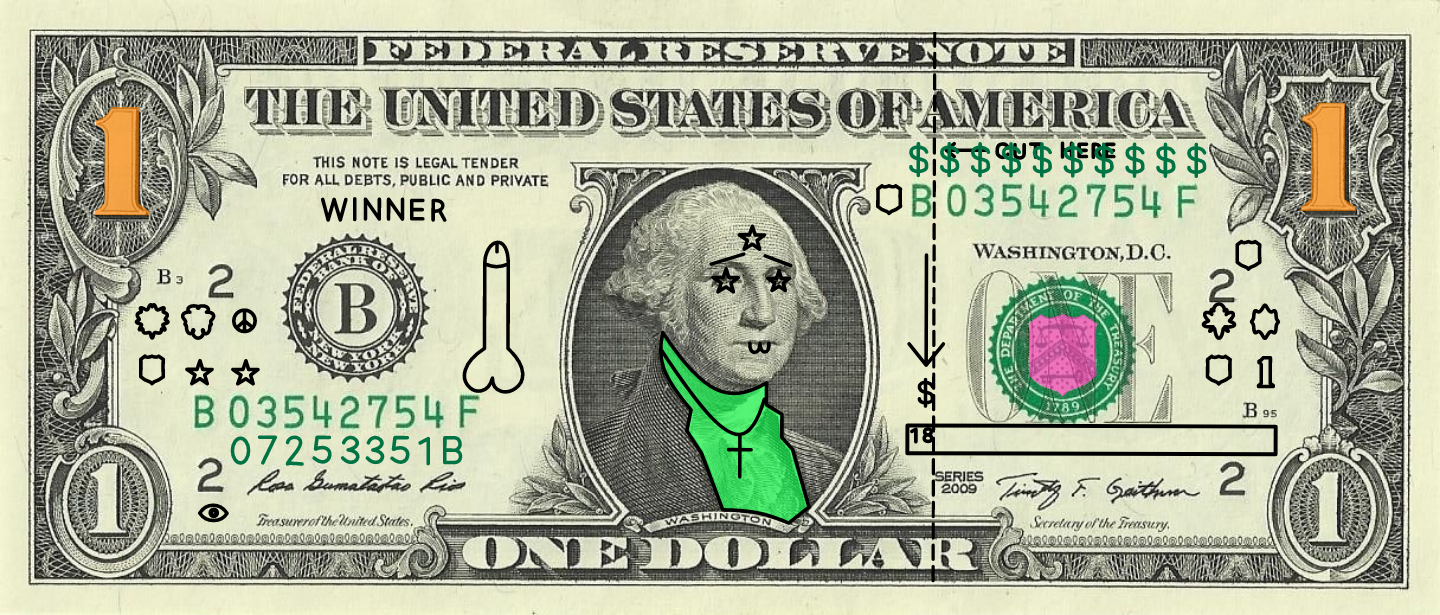 FEDERAL RESERVE NOTE
THE UNITED STATES OF AMERICA
1
1
THIS NOTE IS LEGAL TENDER
FOR ALL DEBTS, PUBLIC AND PRIVATE
WINNER
← CUT HERE
$ $ $ $ $ $ $ $ $ $
B 03542754 F
WASHINGTON, D.C.
B 3
2
FEDERAL RESERVE
BANK OF
NEW YORK
NEW YORK
B
ONE
THE DEPARTMENT OF THE TREASURY
1789
2
1
$
B 95
B 03542754 F
07253351B
18
2
Rosa Gumataotao Rios
Treasurer of the United States.
SERIES
2009
Timothy F. Geithner
2
Secretary of the Treasury.
WASHINGTON
1
1
ONE DOLLAR